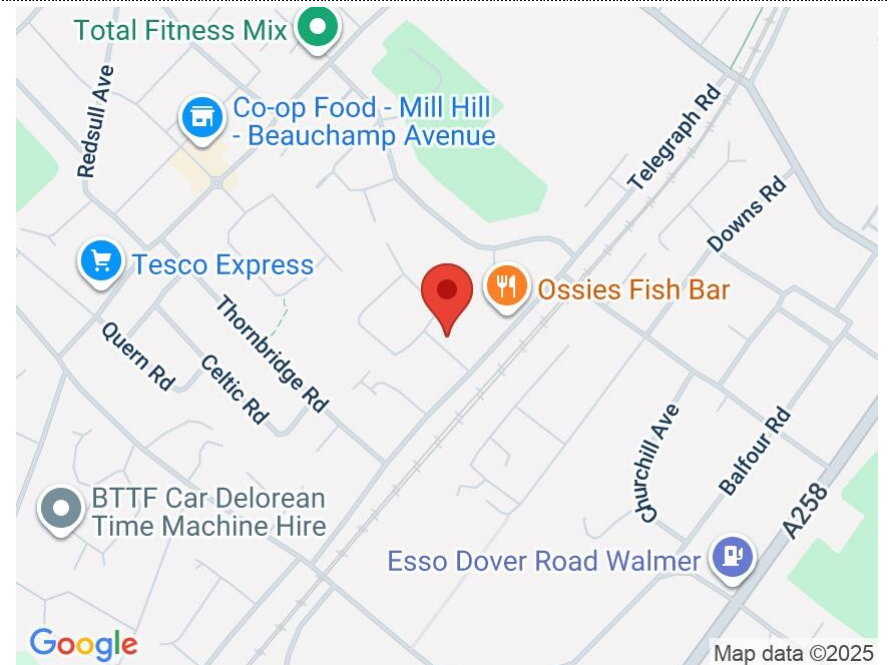 Total Fitness Mix
Redsull Ave
Co-op Food - Mill Hill
- Beauchamp Avenue
Telegraph Rd
Downs Rd
Tesco Express
Ossies Fish Bar
Thornbridge Rd
Quern Rd
Celtic Rd
Churchill Ave
Balfour Rd
BTTF Car Delorean
Time Machine Hire
A258
Esso Dover Road Walmer
Google
Map data ©2025